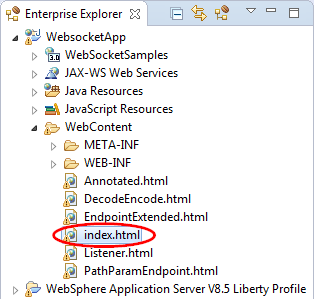 Enterprise Explorer
WebsocketApp
3.0 WebSocketSamples
JAX-WS Web Services
Java Resources
JavaScript Resources
WebContent
META-INF
WEB-INF
Annotated.html
DecodeEncode.html
EndpointExtended.html
index.html
Listener.html
PathParamEndpoint.html
WebSphere Application Server V8.5 Liberty Profile